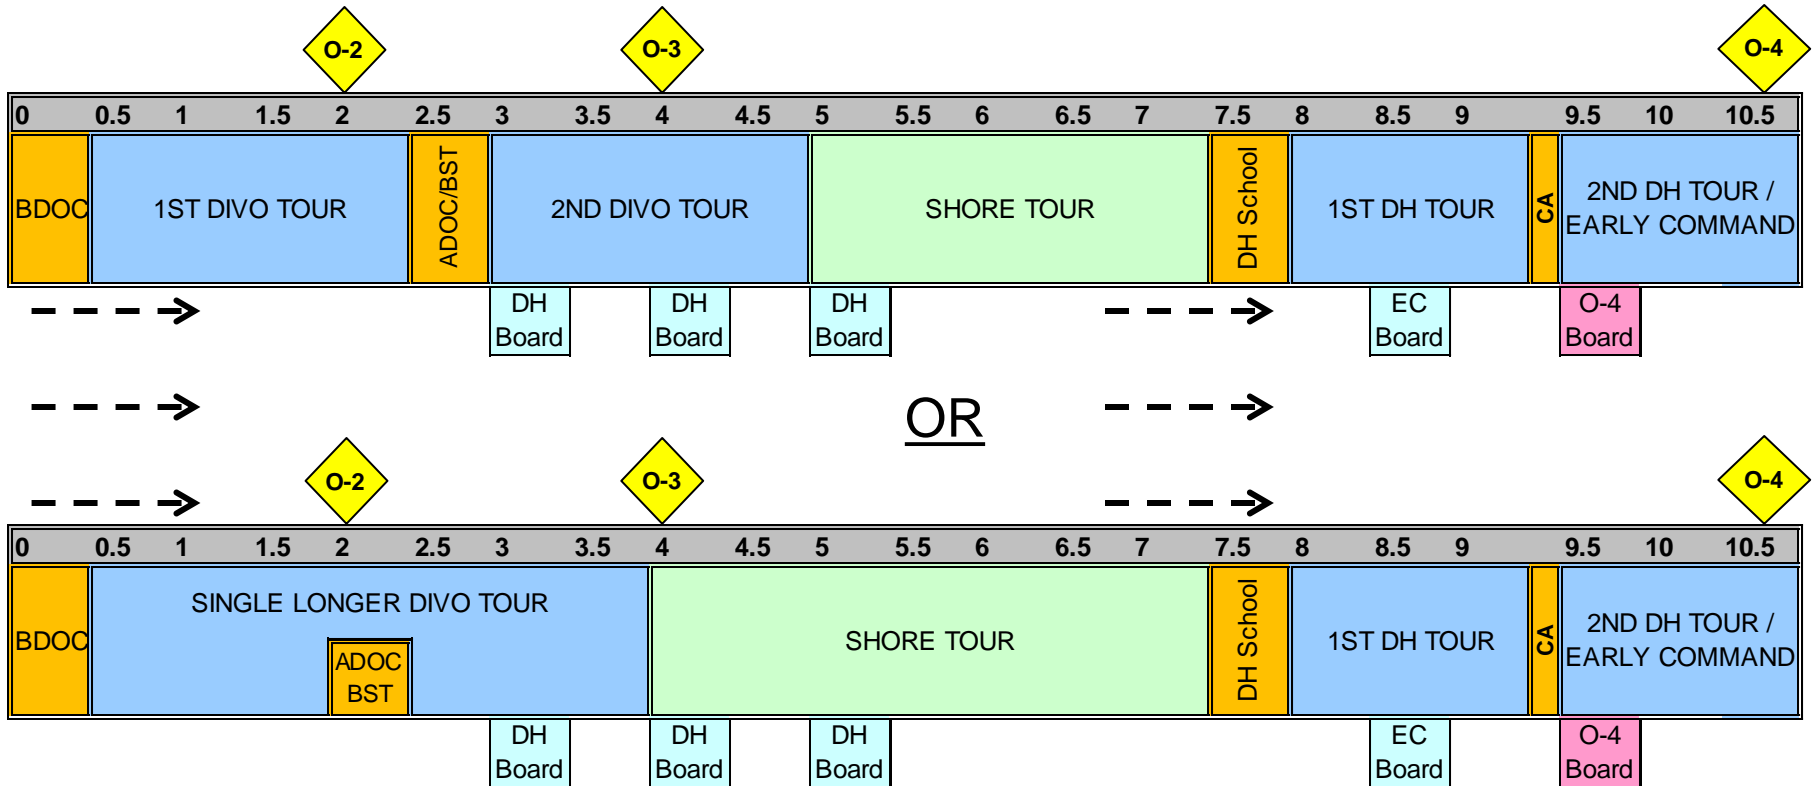 O-2 O-3 O-4
0 0.5 1 1.5 2 2.5 3 3.5 4 4.5 5 5.5 6 6.5 7 7.5 8 8.5 9 9.5 10 10.5
BDOC
1ST DIVO TOUR
ADOC/BST
2ND DIVO TOUR
SHORE TOUR
DH School
1ST DH TOUR
CA
2ND DH TOUR /
EARLY COMMAND
DH
Board
DH
Board
DH
Board
EC
Board
O-4
Board
OR
O-2 O-3 O-4
0 0.5 1 1.5 2 2.5 3 3.5 4 4.5 5 5.5 6 6.5 7 7.5 8 8.5 9 9.5 10 10.5
BDOC
SINGLE LONGER DIVO TOUR
ADOC
BST
SHORE TOUR
DH School
1ST DH TOUR
CA
2ND DH TOUR /
EARLY COMMAND
DH
Board
DH
Board
DH
Board
EC
Board
O-4
Board